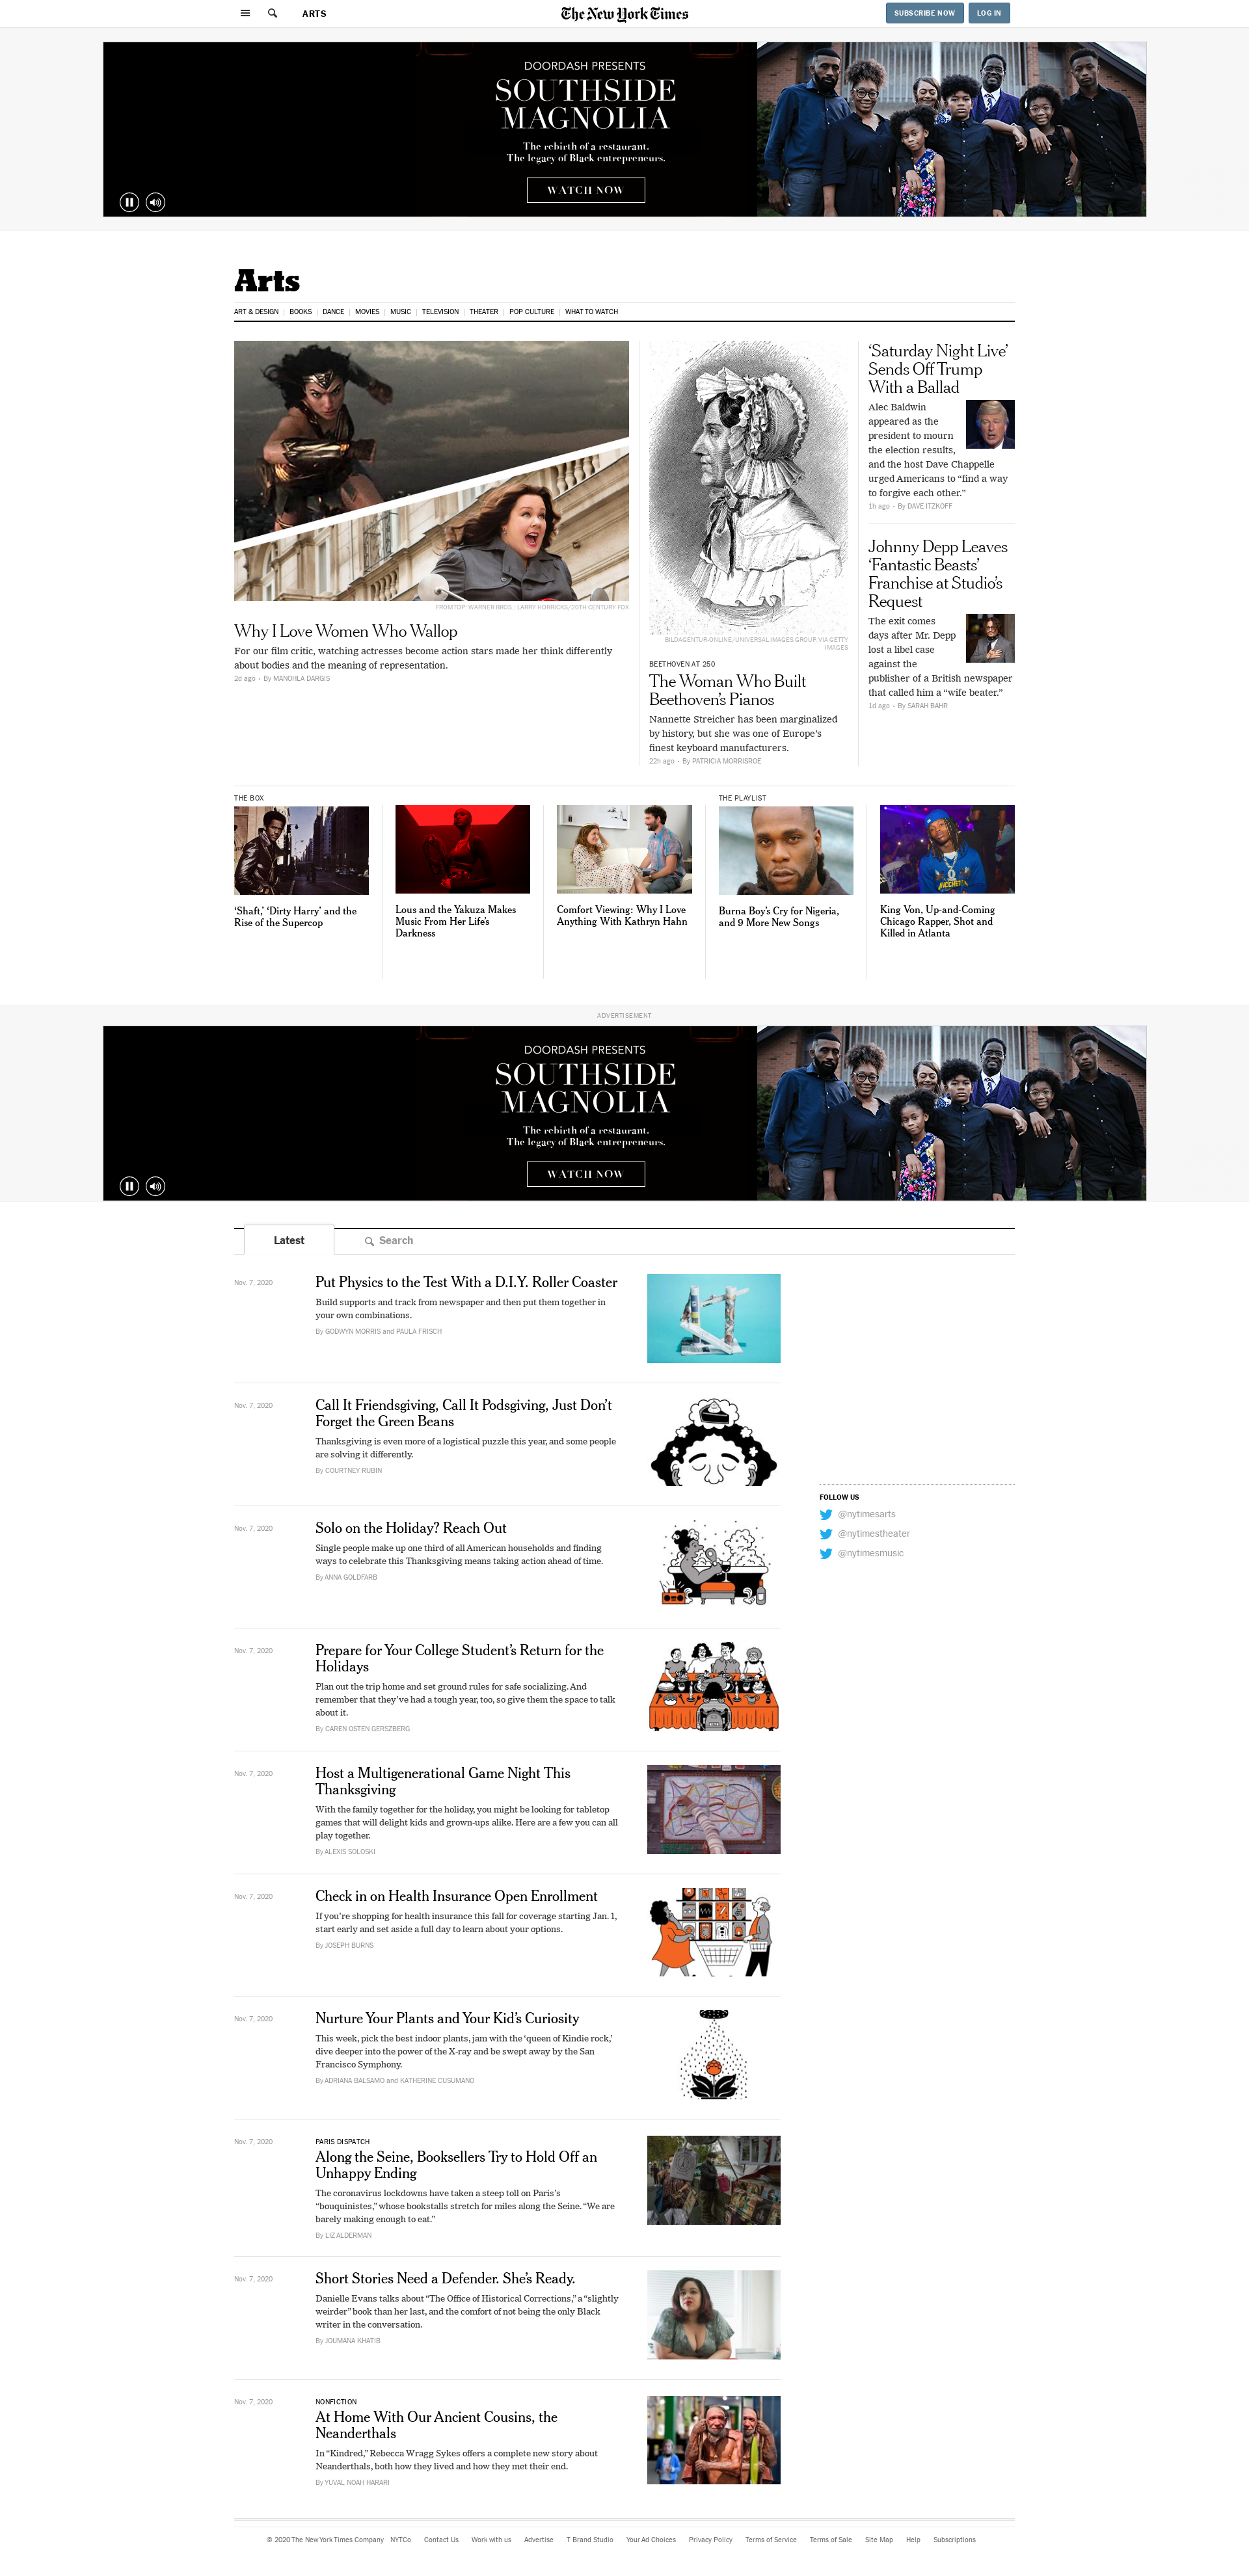 ARTS
The New York Times
SUBSCRIBE NOW
LOG IN
DOORDASH PRESENTS
SOUTHSIDE
MAGNOLIA
The rebirth of a restaurant.
The legacy of Black entrepreneurs.
WATCH NOW
Arts
ART & DESIGN
BOOKS
DANCE
MOVIES
MUSIC
TELEVISION
THEATER
POP CULTURE
WHAT TO WATCH
FROM TOP: WARNER BROS.; LARRY HORRICKS/20TH CENTURY FOX
Why I Love Women Who Wallop
For our film critic, watching actresses become action stars made her think differently
about bodies and the meaning of representation.
2d ago • By MANOHLA DARGIS
BILDAGENTUR-ONLINE/UNIVERSAL IMAGES GROUP, VIA GETTY
IMAGES
BEETHOVEN AT 250
The Woman Who Built
Beethoven’s Pianos
Nannette Streicher has been marginalized
by history, but she was one of Europe’s
finest keyboard manufacturers.
22h ago • By PATRICIA MORRISROE
‘Saturday Night Live’
Sends Off Trump
With a Ballad
Alec Baldwin
appeared as the
president to mourn
the election results,
and the host Dave Chappelle
urged Americans to “find a way
to forgive each other.”
1h ago • By DAVE ITZKOFF
Johnny Depp Leaves
‘Fantastic Beasts’
Franchise at Studio’s
Request
The exit comes
days after Mr. Depp
lost a libel case
against the
publisher of a British newspaper
that called him a “wife beater.”
1d ago • By SARAH BAHR
THE BOX
‘Shaft,’ ‘Dirty Harry’ and the
Rise of the Supercop
Lous and the Yakuza Makes
Music From Her Life’s
Darkness
Comfort Viewing: Why I Love
Anything With Kathryn Hahn
THE PLAYLIST
Burna Boy’s Cry for Nigeria,
and 9 More New Songs
King Von, Up-and-Coming
Chicago Rapper, Shot and
Killed in Atlanta
ADVERTISEMENT
DOORDASH PRESENTS
SOUTHSIDE
MAGNOLIA
The rebirth of a restaurant.
The legacy of Black entrepreneurs.
WATCH NOW
Latest
Search
Nov. 7, 2020
Put Physics to the Test With a D.I.Y. Roller Coaster
Build supports and track from newspaper and then put them together in
your own combinations.
By GODWYN MORRIS and PAULA FRISCH
Nov. 7, 2020
Call It Friendsgiving, Call It Podsgiving, Just Don’t
Forget the Green Beans
Thanksgiving is even more of a logistical puzzle this year, and some people
are solving it differently.
By COURTNEY RUBIN
FOLLOW US
@nytimesarts
@nytimestheater
@nytimesmusic
Nov. 7, 2020
Solo on the Holiday? Reach Out
Single people make up one third of all American households and finding
ways to celebrate this Thanksgiving means taking action ahead of time.
By ANNA GOLDFARB
Nov. 7, 2020
Prepare for Your College Student’s Return for the
Holidays
Plan out the trip home and set ground rules for safe socializing. And
remember that they’ve had a tough year, too, so give them the space to talk
about it.
By CAREN OSTEN GERSZBERG
Nov. 7, 2020
Host a Multigenerational Game Night This
Thanksgiving
With the family together for the holiday, you might be looking for tabletop
games that will delight kids and grown-ups alike. Here are a few you can all
play together.
By ALEXIS SOLOSKI
Nov. 7, 2020
Check in on Health Insurance Open Enrollment
If you’re shopping for health insurance this fall for coverage starting Jan. 1,
start early and set aside a full day to learn about your options.
By JOSEPH BURNS
Nov. 7, 2020
Nurture Your Plants and Your Kid’s Curiosity
This week, pick the best indoor plants, jam with the ‘queen of Kindie rock,’
dive deeper into the power of the X-ray and be swept away by the San
Francisco Symphony.
By ADRIANA BALSAMO and KATHERINE CUSUMANO
Nov. 7, 2020
PARIS DISPATCH
Along the Seine, Booksellers Try to Hold Off an
Unhappy Ending
The coronavirus lockdowns have taken a steep toll on Paris’s
“bouquinistes,” whose bookstalls stretch for miles along the Seine. “We are
barely making enough to eat.”
By LIZ ALDERMAN
Nov. 7, 2020
Short Stories Need a Defender. She’s Ready.
Danielle Evans talks about “The Office of Historical Corrections,” a “slightly
weirder” book than her last, and the comfort of not being the only Black
writer in the conversation.
By JOUMANA KHATIB
Nov. 7, 2020
NONFICTION
At Home With Our Ancient Cousins, the
Neanderthals
In “Kindred,” Rebecca Wragg Sykes offers a complete new story about
Neanderthals, both how they lived and how they met their end.
By YUVAL NOAH HARARI
© 2020 The New York Times Company
NYTCo
Contact Us
Work with us
Advertise
T Brand Studio
Your Ad Choices
Privacy Policy
Terms of Service
Terms of Sale
Site Map
Help
Subscriptions